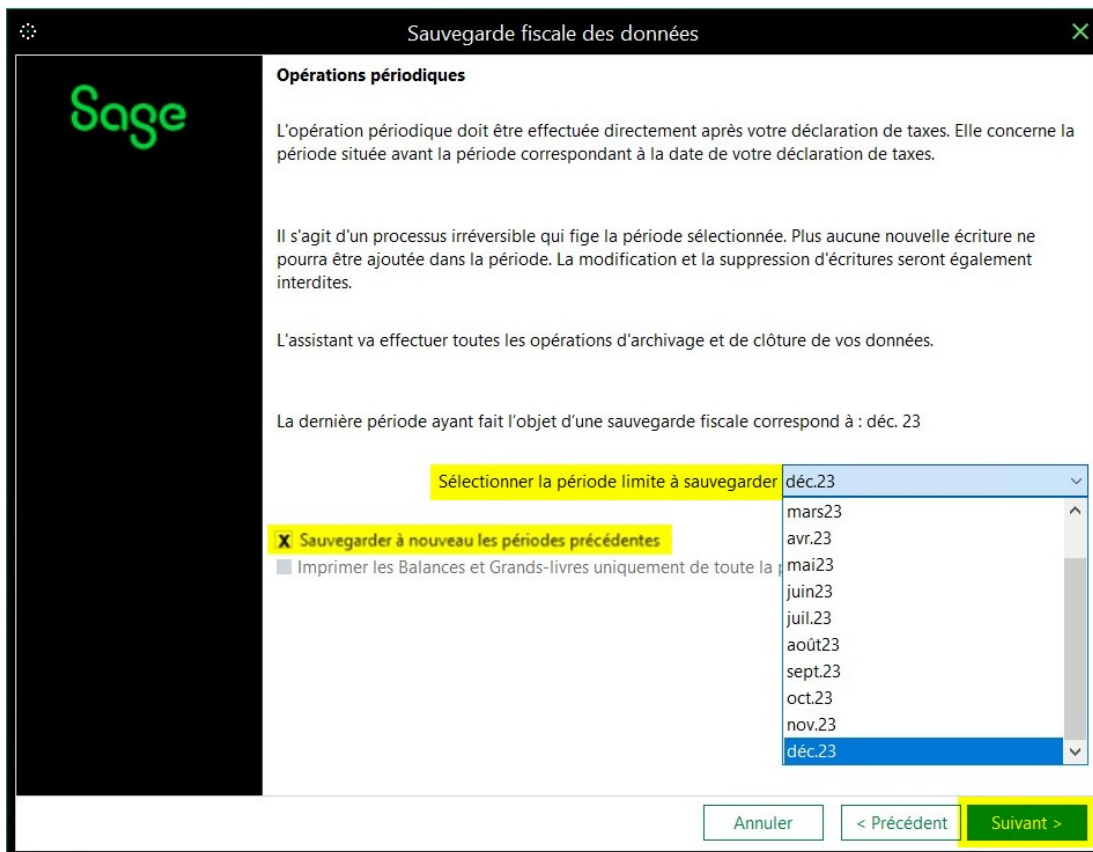 Sauvegarde fiscale des données
Sage
Opérations périodiques
L'opération périodique doit être effectuée directement après votre déclaration de taxes. Elle concerne la
période située avant la période correspondant à la date de votre déclaration de taxes.
Il s'agit d'un processus irréversible qui fige la période sélectionnée. Plus aucune nouvelle écriture ne
pourra être ajoutée dans la période. La modification et la suppression d'écritures seront également
interdites.
L'assistant va effectuer toutes les opérations d'archivage et de clôture de vos données.
La dernière période ayant fait l'objet d'une sauvegarde fiscale correspond à : déc. 23
Sélectionner la période limite à sauvegarder déc.23
mars23
X Sauvegarder à nouveau les périodes précédentes
avr.23
Imprimer les Balances et Grands-livres uniquement de toute la
mai23
juin23
juil.23
août23
sept.23
oct.23
nov.23
déc.23
Annuler < Précédent Suivant >